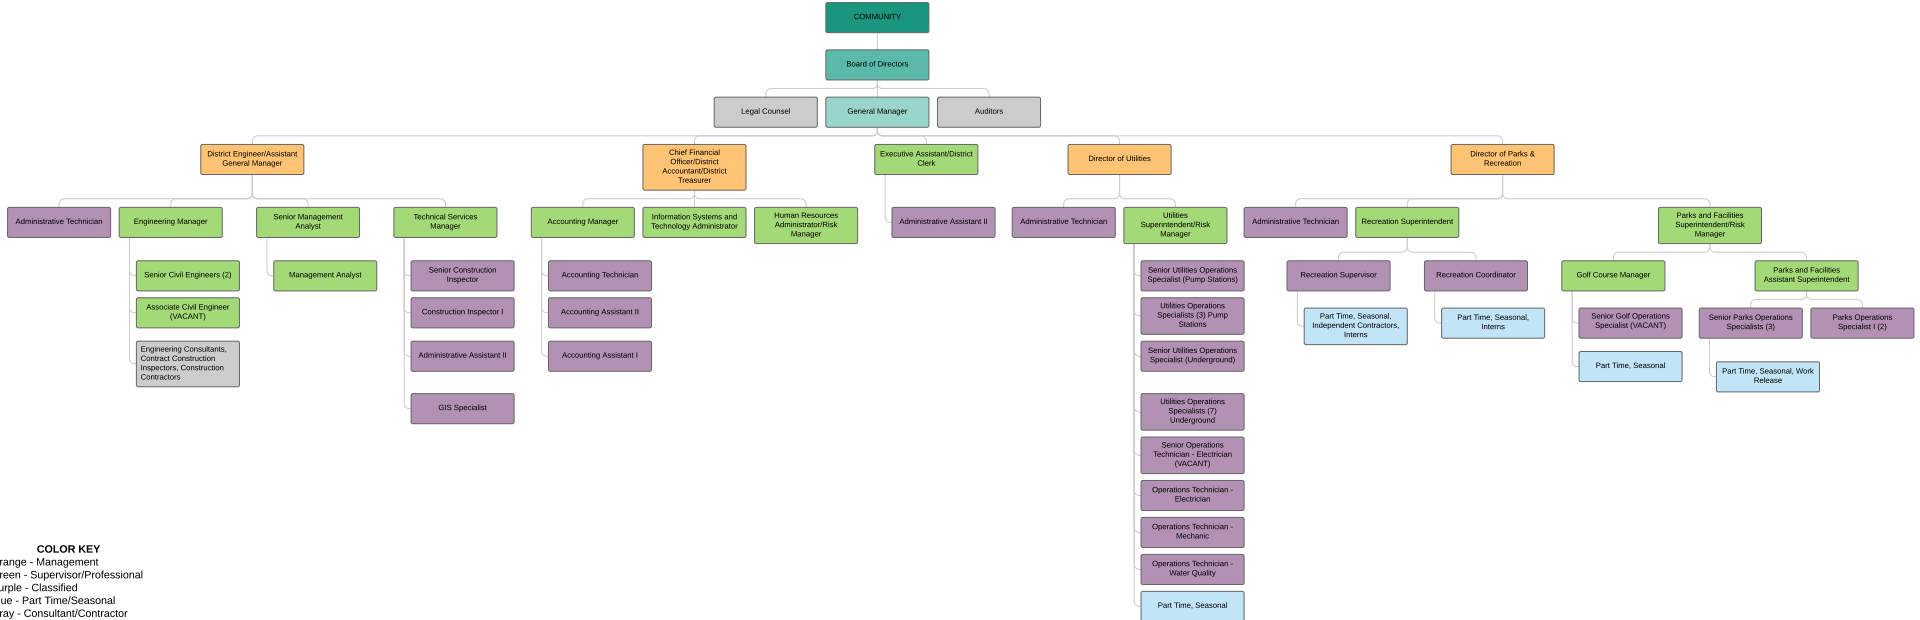 COMMUNITY
Board of Directors
Legal Counsel
General Manager
Auditors
District Engineer/Assistant
General Manager
Chief Financial
Officer/District
Accountant/District
Treasurer
Executive Assistant/District
Clerk
Director of Utilities
Director of Parks &
Recreation
Administrative Technician
Engineering Manager
Senior Management
Analyst
Technical Services
Manager
Accounting Manager
Information Systems and
Technology Administrator
Human Resources
Administrator/Risk
Manager
Administrative Assistant II
Administrative Technician
Utilities
Superintendent/Risk
Manager
Administrative Technician
Recreation Superintendent
Parks and Facilities
Superintendent/Risk
Manager
Senior Civil Engineers (2)
Management Analyst
Senior Construction
Inspector
Accounting Technician
Senior Utilities Operations
Specialist (Pump Stations)
Recreation Supervisor
Recreation Coordinator
Golf Course Manager
Parks and Facilities
Assistant Superintendent
Associate Civil Engineer
(VACANT)
Construction Inspector I
Accounting Assistant II
Utilities Operations
Specialists (3) Pump
Stations
Part Time, Seasonal,
Independent Contractors,
Interns
Part Time, Seasonal,
Interns
Senior Golf Operations
Specialist (VACANT)
Senior Parks Operations
Specialists (3)
Parks Operations
Specialist I (2)
Engineering Consultants,
Contract Construction
Inspectors, Construction
Contractors
Administrative Assistant II
Accounting Assistant I
Senior Utilities Operations
Specialist (Underground)
Part Time, Seasonal
Part Time, Seasonal, Work
Release
GIS Specialist
Utilities Operations
Specialists (7)
Underground
Senior Operations
Technician - Electrician
(VACANT)
Operations Technician -
Electrician
Operations Technician -
Mechanic
Operations Technician -
Water Quality
Part Time, Seasonal
COLOR KEY
range - Management
reen - Supervisor/Professional
urple - Classified
ue - Part Time/Seasonal
ray - Consultant/Contractor